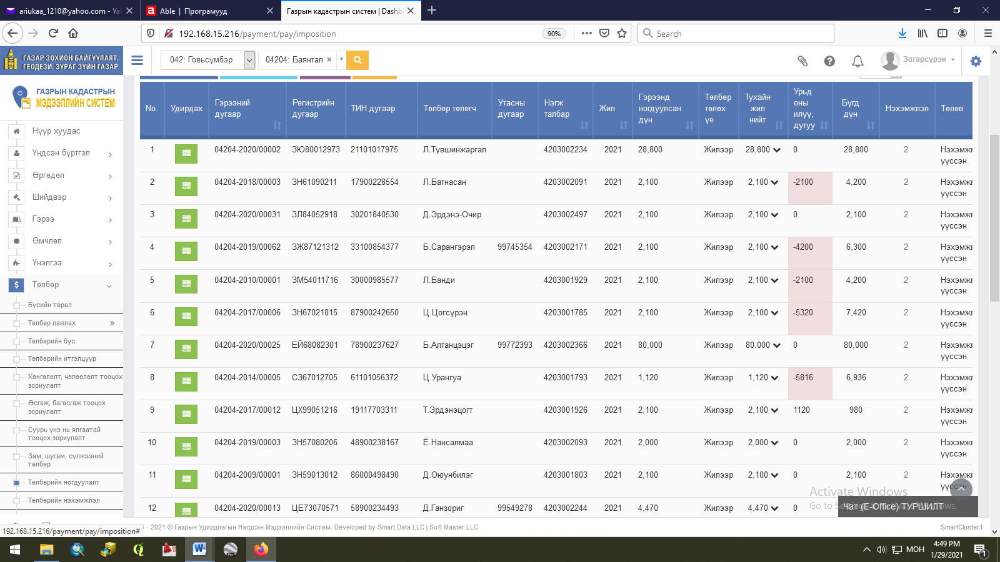 ariukaa_1210@yahoo.com - Ya
Able | Програмууд
Газрын кадастрын систем | Dashb
192.168.15.216/payment/pay/imposition
90%
Search
ГАЗАР ЗОХИОН БАЙГУУЛАЛТ,
ГЕОДЕЗИ, ЗУРАГ ЗҮЙН ГАЗАР
042: Говьсүмбэр
04204: Баянтал
Загарсүрэн
ГАЗРЫН КАДАСТРЫН
МЭДЭЭЛЛИЙН СИСТЕМ
Нүүр хуудас
Үндсэн бүртгэл
Өргөдөл
Шийдвэр
Гэрээ
Өмчлөл
Үнэлгээ
Төлбөр
Бүсийн төрөл
Төлбөр лавлах
Төлбөрийн бүс
Төлбөрийн итгэлцүүр
Хөнгөлөлт, чөлөөлөлт тооцох
зориулалт
Өсгөж, багасгаж тооцох
зориулалт
Суурь үнэ нь ялгаатай
тооцох зориулалт
Зам, шугам, сүлжээний
төлбөр
Төлбөрийн ногдуулалт
Төлбөрийн нэхэмжлэл
No. Удирдах Гэрээний дугаар Регистрийн дугаар ТИН дугаар Төлбөр төлөгч Утасны дугаар Нэгж талбар Жил Гэрээнд ногдуулсан дүн Төлбөр төлөх үе Тухайн жил нийт Урьд оны илүү, дутуу Бүгд дүн Нэхэмжлэл Төлөв
1 04204-2020/00002 ЗЮ80012973 21101017975 Л.Түвшинжаргал 4203002234 2021 28,800 Жилээр 28,800 0 28,800 2 Нэхэмжл үүссэн
2 04204-2018/00003 ЗН61090211 17900228554 Л.Батнасан 4203002091 2021 2,100 Жилээр 2,100 -2100 4,200 2 Нэхэмжл үүссэн
3 04204-2020/00031 ЗЛ84052918 30201840530 Д.Эрдэнэ-Очир 4203002497 2021 2,100 Жилээр 2,100 0 2,100 2 Нэхэмжл үүссэн
4 04204-2019/00062 ЗЖ87121312 33100854377 Б.Сарангэрэл 99745354 4203002171 2021 2,100 Жилээр 2,100 -4200 6,300 2 Нэхэмжл үүссэн
5 04204-2010/00001 ЗМ54011716 30000985577 Л.Банди 4203001929 2021 2,100 Жилээр 2,100 -2100 4,200 2 Нэхэмжл үүссэн
6 04204-2017/00006 ЗН67021815 87900242650 Ц.Цогсүрэн 4203001785 2021 2,100 Жилээр 2,100 -5320 7,420 2 Нэхэмжл үүссэн
7 04204-2020/00025 ЕЙ68082301 78900237627 Б.Алтанцэцэг 99772393 4203002366 2021 80,000 Жилээр 80,000 0 80,000 2 Нэхэмжл үүссэн
8 04204-2014/00005 СЗ67012705 61101056372 Ц.Урангуа 4203001793 2021 1,120 Жилээр 1,120 -5816 6,936 2 Нэхэмжл үүссэн
9 04204-2017/00012 ЦХ99051216 19117703311 Т.Эрдэнэцогт 4203001926 2021 2,100 Жилээр 2,100 1120 980 2 Нэхэмжл үүссэн
10 04204-2019/00003 ЗН57080206 48900238167 Ё.Нансалмаа 4203002093 2021 2,000 Жилээр 2,000 0 2,000 2 Нэхэмжл үүссэн
11 04204-2009/00001 ЗН59013012 86000498490 Д.Оюунбилэг 4203001803 2021 2,100 Жилээр 2,100 0 2,100 2 Нэхэмжл үүссэн
12 04204-2020/00013 ЦЕ73070571 58900234493 Д.Ганзориг 99549278 4203002244 2021 4,470 Жилээр 4,470 0
Activate Windows
Чат (E-Office) ТУРШИЛТ
192.168.15.216/payment/pay/imposition#
- 2021 © Газрын Удирдлагын Нэгдсэн Мэдээллийн Систем. Developed by Smart Data LLC | Soft Master LLC
SmartCluster1
МОН
4:49 PM
1/29/2021
1